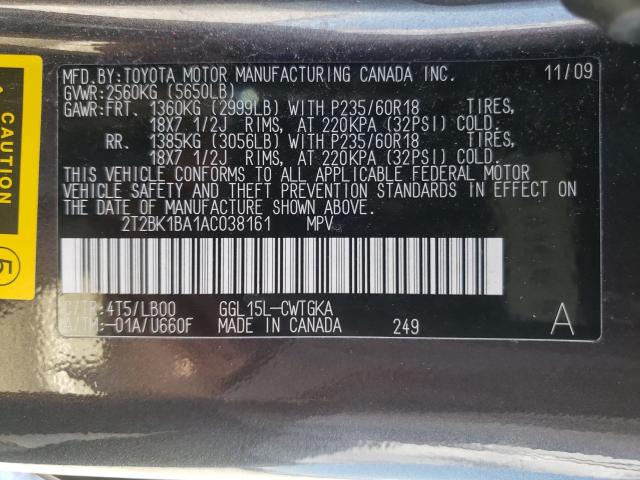 MFD.BY:TOYOTA MOTOR MANUFACTURING CANADA INC. 11/09
GVWR:2560KG (5650LB)
GAWR:FRT. 1360KG (2999LB) WITH P235/60R18 TIRES,
18X7 1/2J RIMS, AT 220KPA (32PSI) COLD.
RR. 1385KG (3056LB) WITH P235/60R18 TIRES,
18X7 1/2J RIMS, AT 220KPA (32PSI) COLD.
THIS VEHICLE CONFORMS TO ALL APPLICABLE FEDERAL MOTOR
VEHICLE SAFETY AND THEFT PREVENTION STANDARDS IN EFFECT ON
THE DATE OF MANUFACTURE SHOWN ABOVE.
2T2BK1BA1AC038161 MPV
C/TR:4T5/LB00 GGL15L-CWTGKA
A/TM:-01A/U660F MADE IN CANADA 249 A
CAUTION
5